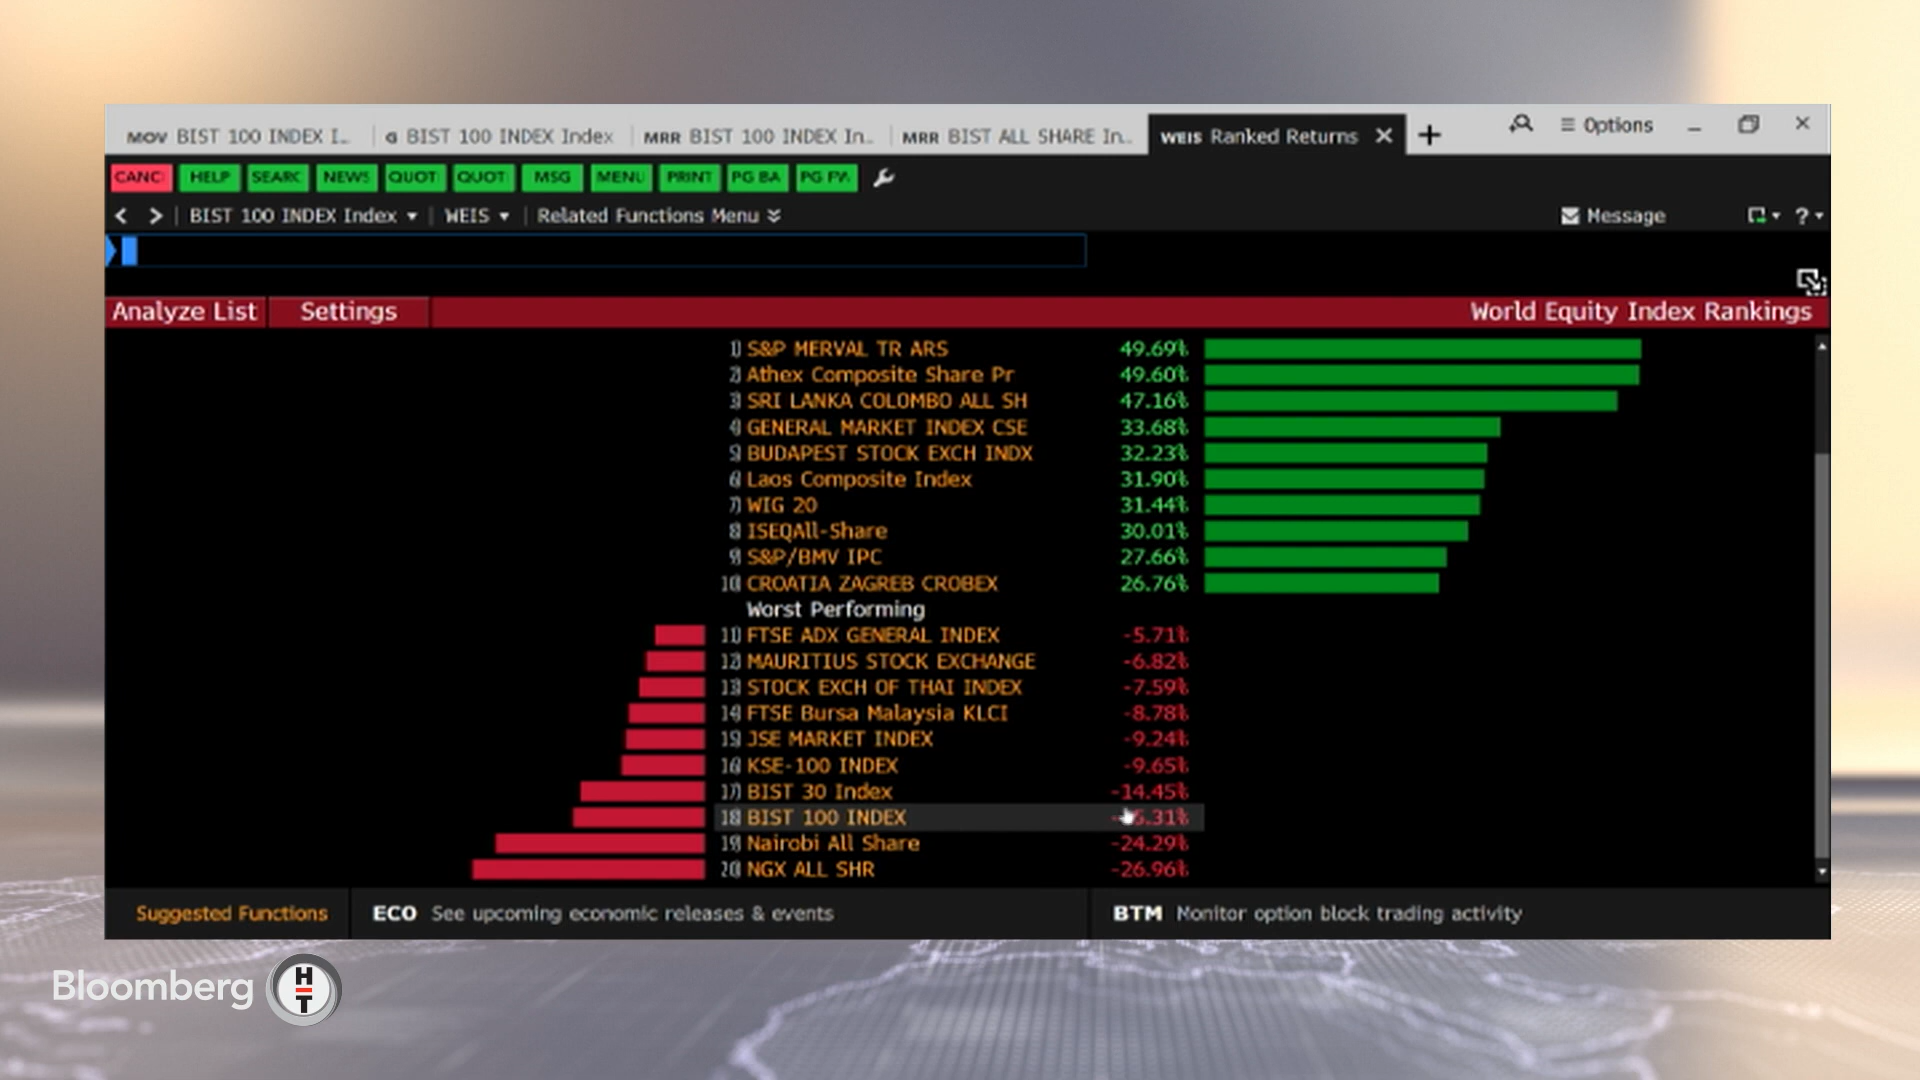 MOV BIST 100 INDEX I... G BIST 100 INDEX Index MRR BIST 100 INDEX In... MRR BIST ALL SHARE In... WEIS Ranked Returns Options
CANC HELP SEARC NEWS QUOT QUOT MSG MENU PRINT PG BA PG FW
BIST 100 INDEX Index WEIS Related Functions Menu Message ?
Analyze List Settings World Equity Index Rankings
1) S&P MERVAL TR ARS 49.69%
2) Athex Composite Share Pr 49.60%
3) SRI LANKA COLOMBO ALL SH 47.16%
4) GENERAL MARKET INDEX CSE 33.68%
5) BUDAPEST STOCK EXCH INDX 32.23%
6) Laos Composite Index 31.90%
7) WIG 20 31.44%
8) ISEQAll-Share 30.01%
9) S&P/BMV IPC 27.66%
10) CROATIA ZAGREB CROBEX 26.76%
Worst Performing
11) FTSE ADX GENERAL INDEX -5.71%
12) MAURITIUS STOCK EXCHANGE -6.82%
13) STOCK EXCH OF THAI INDEX -7.59%
14) FTSE Bursa Malaysia KLCI -8.78%
15) JSE MARKET INDEX -9.24%
16) KSE-100 INDEX -9.65%
17) BIST 30 Index -14.45%
18) BIST 100 INDEX
19) Nairobi All Share -24.29%
20) NGX ALL SHR -26.96%
Suggested Functions ECO See upcoming economic releases & events BTM Monitor option block trading activity
Bloomberg HT